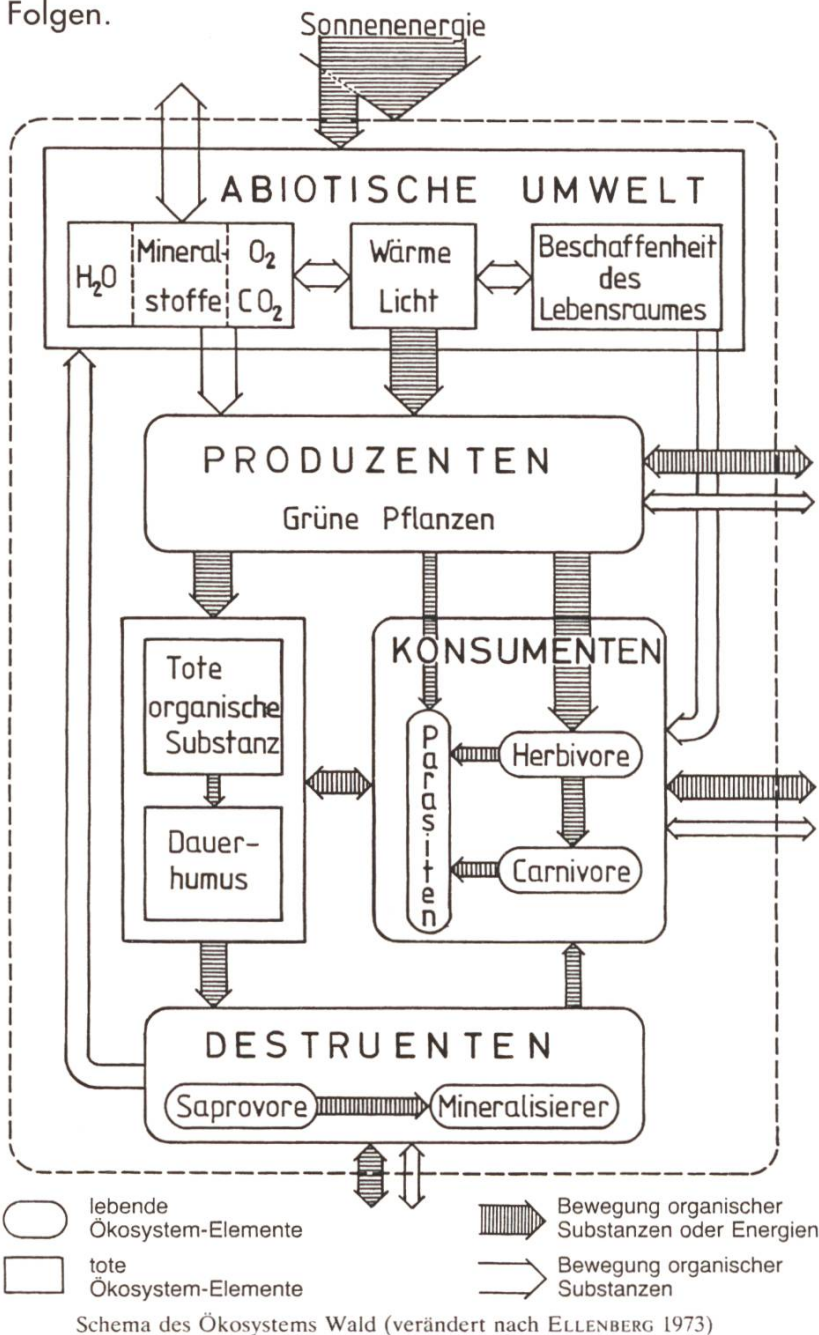 Folgen.
Sonnenenergie
ABIOTISCHE UMWELT
H₂O
Mineral-
stoffe
O₂
CO₂
Wärme
Licht
Beschaffenheit
des
Lebensraumes
PRODUZENTEN
Grüne Pflanzen
Tote
organische
Substanz
Dauer-
humus
KONSUMENTEN
Parasiten
Herbivore
Carnivore
DESTRUENTEN
Saprovore
Mineralisierer
lebende
Ökosystem-Elemente
tote
Ökosystem-Elemente
Bewegung organischer
Substanzen oder Energien
Bewegung organischer
Substanzen
Schema des Ökosystems Wald (verändert nach ELLENBERG 1973)